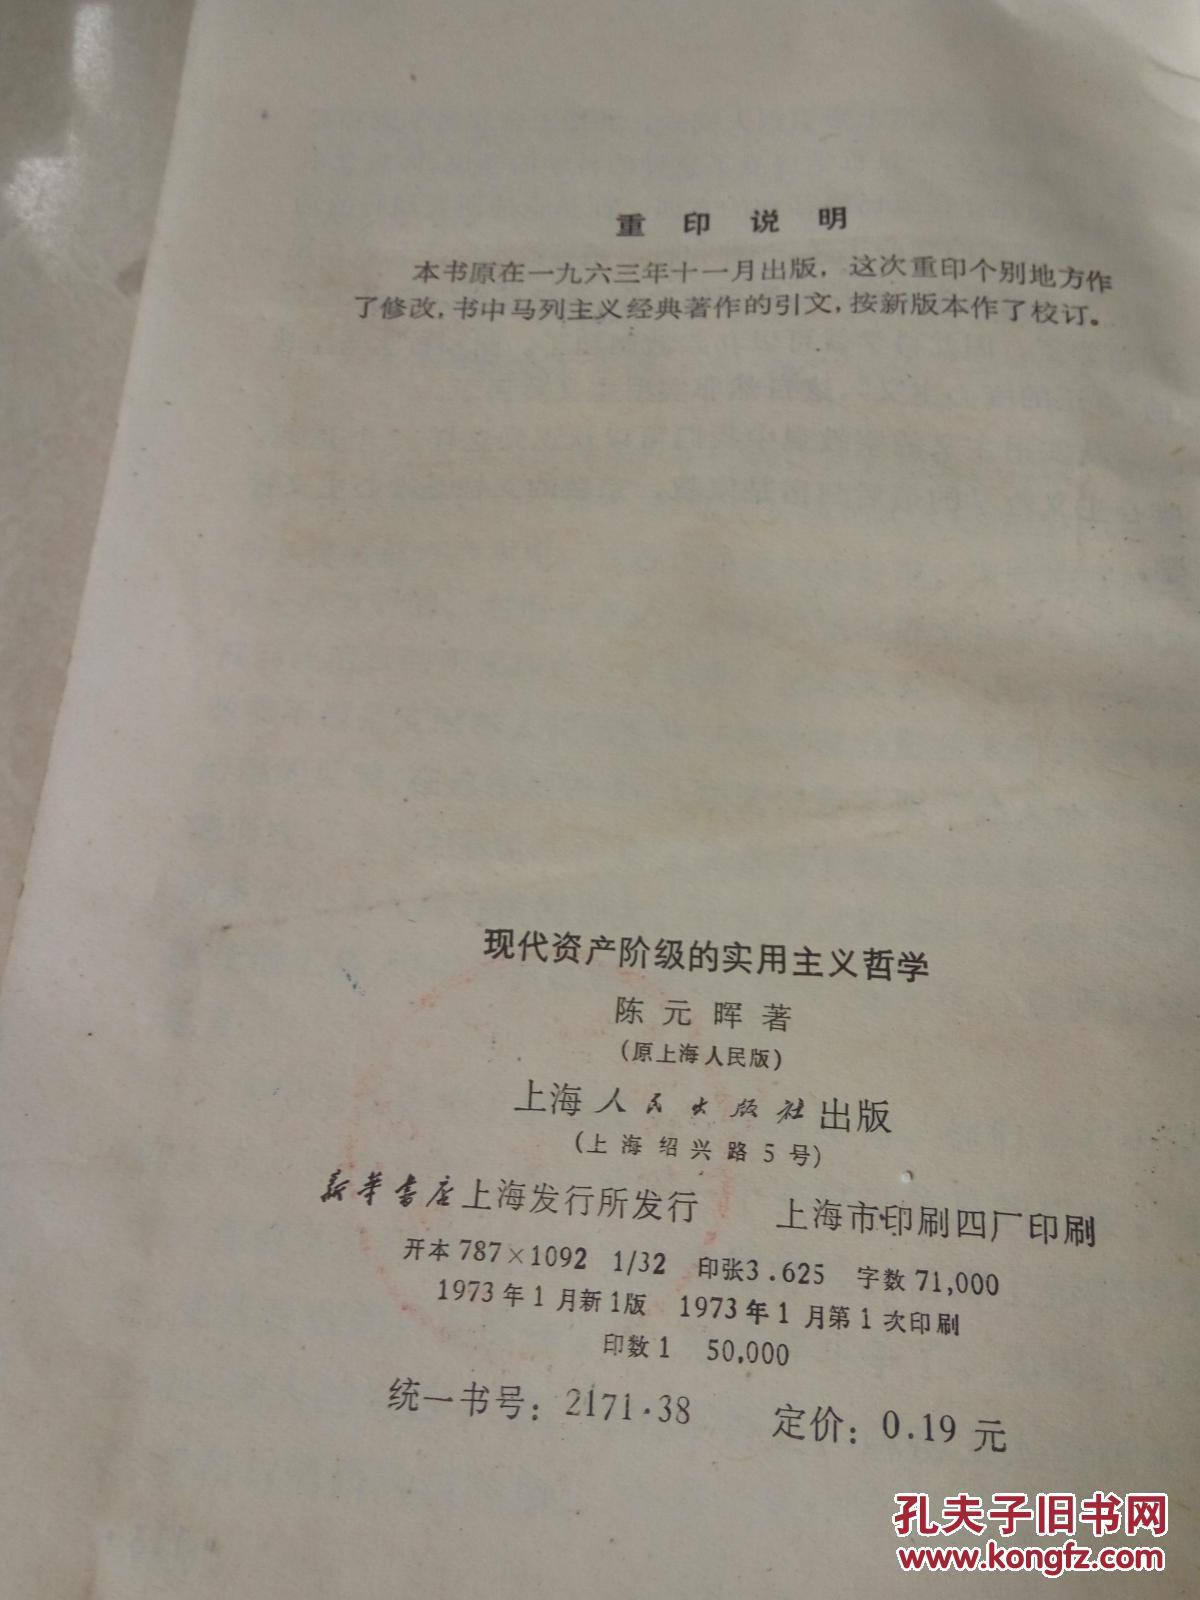 重印说明
本书原在一九六三年十一月出版，这次重印个别地方作
了修改，书中马列主义经典著作的引文，按新版本作了校订。
现代资产阶级的实用主义哲学
陈元晖著
（原上海人民版）
上海人民出版社出版
（上海绍兴路5号）
新华书店上海发行所发行 上海市印刷四厂印刷
开本787×1092 1/32 印张3.625 字数71,000
1973年1月新1版 1973年1月第1次印刷
印数1 50,000
统一书号：2171·38 定价：0.19元
孔夫子旧书网
www.kongfz.com